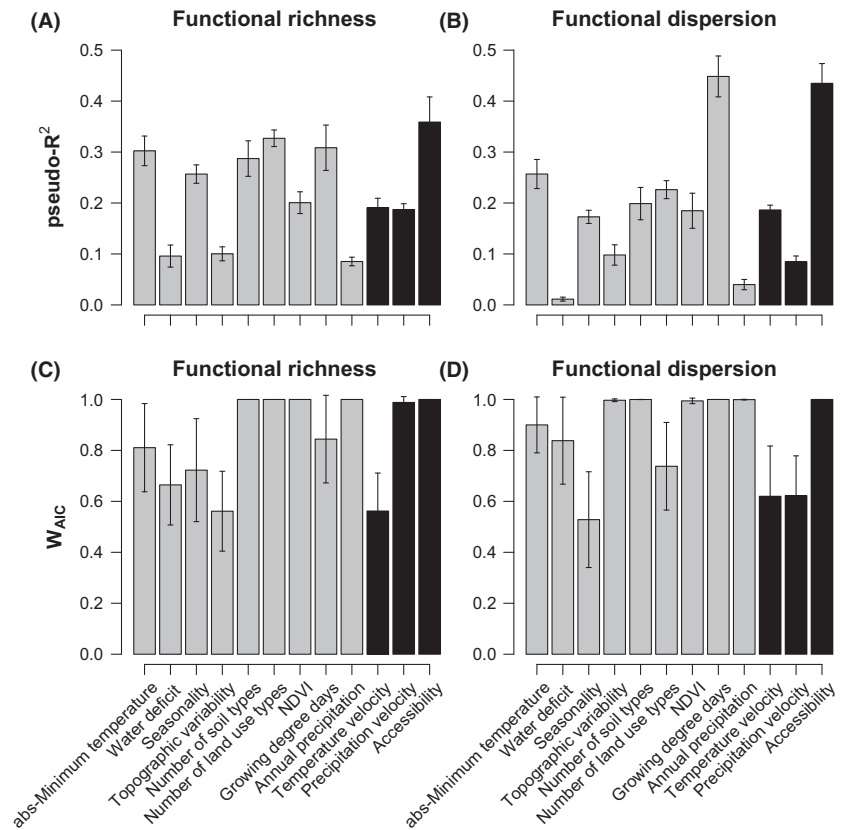 (A) Functional richness
(B) Functional dispersion
pseudo-R²
0.5
0.4
0.3
0.2
0.1
0.0
0.5
0.4
0.3
0.2
0.1
0.0
(C) Functional richness
(D) Functional dispersion
W_AIC
1.0
0.8
0.6
0.4
0.2
0.0
1.0
0.8
0.6
0.4
0.2
0.0
abs-Minimum temperature
Water deficit
Seasonality
Topographic variability
Number of soil types
Number of land use types
NDVI
Growing degree days
Annual precipitation
Temperature velocity
Precipitation velocity
Accessibility
abs-Minimum temperature
Water deficit
Seasonality
Topographic variability
Number of soil types
Number of land use types
NDVI
Growing degree days
Annual precipitation
Temperature velocity
Precipitation velocity
Accessibility